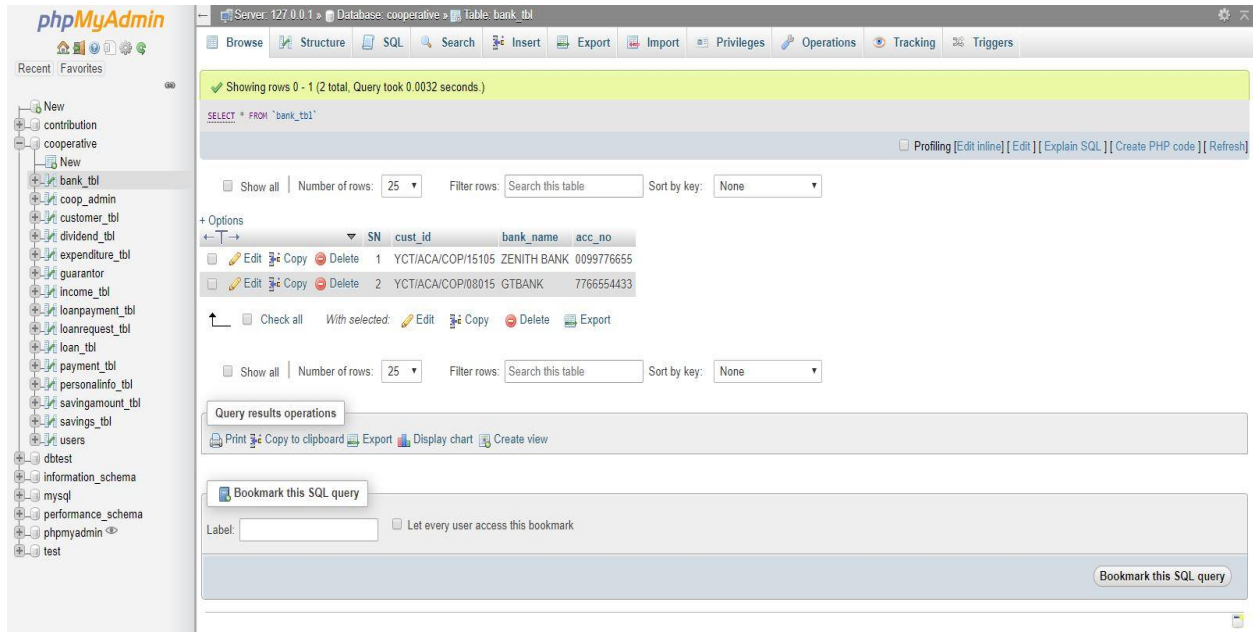 phpMyAdmin
Recent Favorites
New
contribution
cooperative
New
bank_tbl
coop_admin
customer_tbl
dividend_tbl
expenditure_tbl
guarantor
income_tbl
loanpayment_tbl
loanrequest_tbl
loan_tbl
payment_tbl
personalinfo_tbl
savingamount_tbl
savings_tbl
users
dbtest
information_schema
mysql
performance_schema
phpmyadmin
test
Server: 127.0.0.1 » Database: cooperative » Table: bank_tbl
Browse Structure SQL Search Insert Export Import Privileges Operations Tracking Triggers
Showing rows 0 - 1 (2 total, Query took 0.0032 seconds.)
SELECT * FROM `bank_tbl`
Profiling [Edit inline] [ Edit ] [ Explain SQL ] [ Create PHP code ] [ Refresh]
Show all | Number of rows: 25 Filter rows: Search this table Sort by key: None
+ Options
←T→ SN cust_id bank_name acc_no
Edit Copy Delete 1 YCT/ACA/COP/15105 ZENITH BANK 0099776655
Edit Copy Delete 2 YCT/ACA/COP/08015 GTBANK 7766554433
Check all With selected: Edit Copy Delete Export
Show all | Number of rows: 25 Filter rows: Search this table Sort by key: None
Query results operations
Print Copy to clipboard Export Display chart Create view
Bookmark this SQL query
Label: Let every user access this bookmark
Bookmark this SQL query